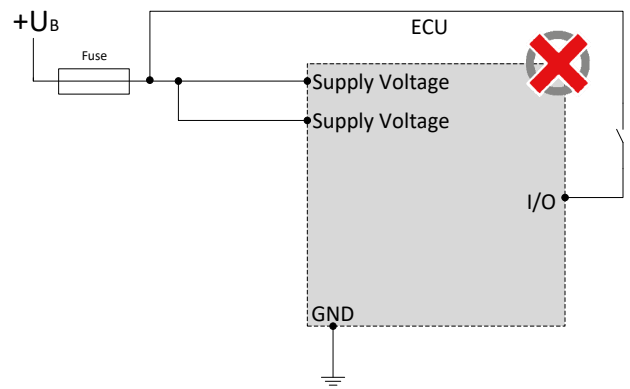 +UB
ECU
Fuse
Supply Voltage
Supply Voltage
I/O
GND